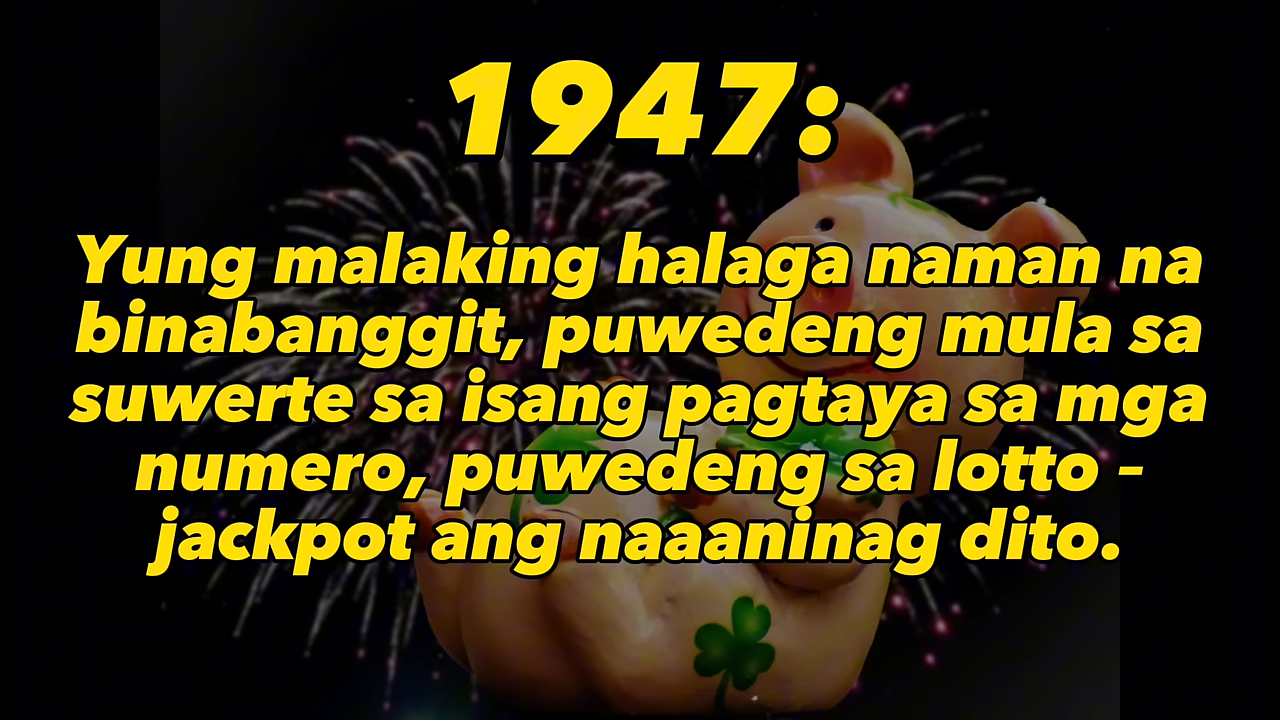 1947:
Yung malaking halaga naman na
binabanggit, puwedeng mula sa
suwerte sa isang pagtaya sa mga
numero, puwedeng sa lotto –
jackpot ang naaaninag dito.